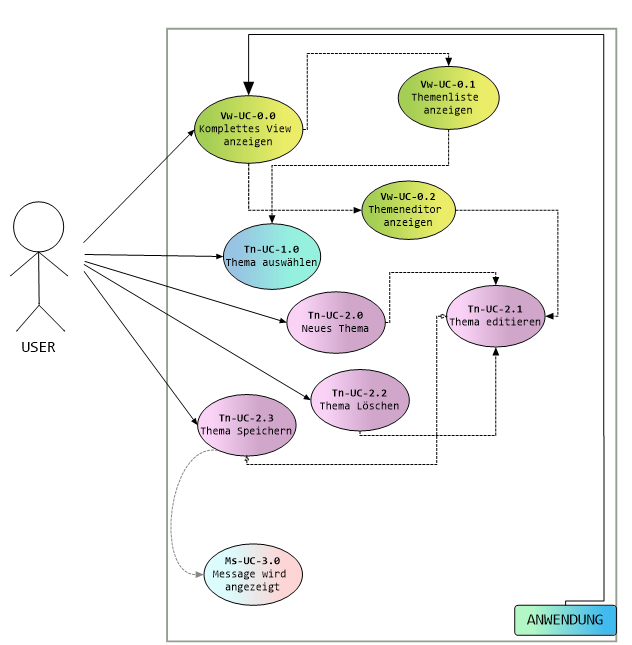 Vw-UC-0.1
Themenliste
anzeigen
Vw-UC-0.0
Komplettes View
anzeigen
Vw-UC-0.2
Themeneditor
anzeigen
Tn-UC-1.0
Thema auswählen
Tn-UC-2.0
Neues Thema
Tn-UC-2.1
Thema editieren
USER
Tn-UC-2.2
Thema Löschen
Tn-UC-2.3
Thema Speichern
Ms-UC-3.0
Message wird
anzegigt
ANWENDUNG